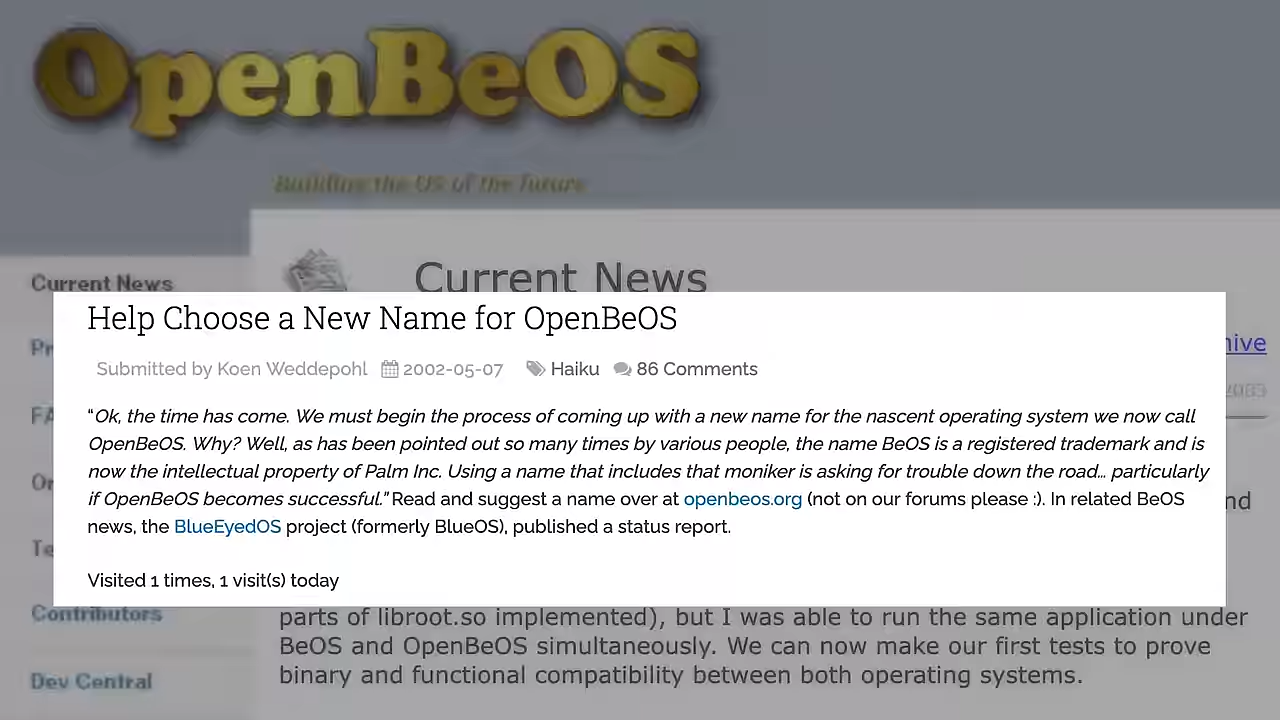 OpenBeOS
Building the OS of the future
Current News
Current News
Help Choose a New Name for OpenBeOS
Submitted by Koen Weddepohl 2002-05-07 Haiku 86 Comments
“Ok, the time has come. We must begin the process of coming up with a new name for the nascent operating system we now call
OpenBeOS. Why? Well, as has been pointed out so many times by various people, the name BeOS is a registered trademark and is
now the intellectual property of Palm Inc. Using a name that includes that moniker is asking for trouble down the road… particularly
if OpenBeOS becomes successful.” Read and suggest a name over at openbeos.org (not on our forums please :). In related BeOS
news, the BlueEyedOS project (formerly BlueOS), published a status report.
Visited 1 times, 1 visit(s) today
Contributors
Dev Central
parts of libroot.so implemented), but I was able to run the same application under
BeOS and OpenBeOS simultaneously. We can now make our first tests to prove
binary and functional compatibility between both operating systems.